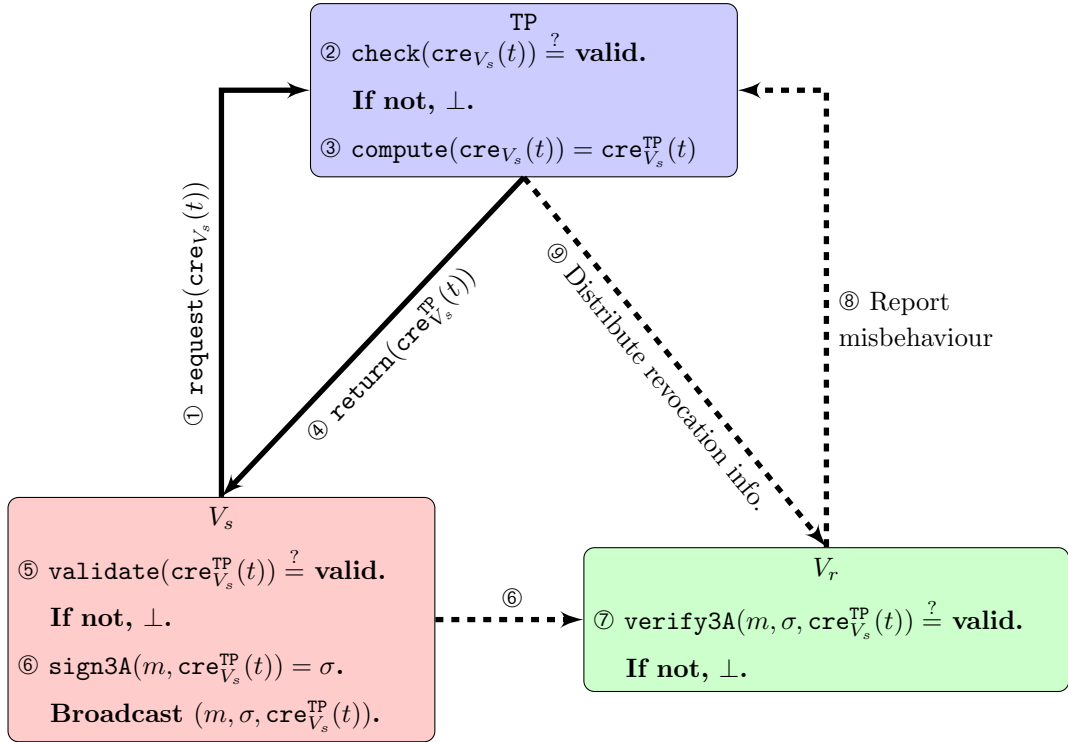 TP
② check(cre_{V_s}(t)) ≟ valid.
If not, ⊥.
③ compute(cre_{V_s}(t)) = cre^{TP}_{V_s}(t)
① request(cre_{V_s}(t))
④ return(cre^{TP}_{V_s}(t))
⑨ Distribute revocation info.
⑧ Report
misbehaviour
V_s
⑤ validate(cre^{TP}_{V_s}(t)) ≟ valid.
If not, ⊥.
⑥ sign3A(m, cre^{TP}_{V_s}(t)) = σ.
Broadcast (m, σ, cre^{TP}_{V_s}(t)).
⑥
V_r
⑦ verify3A(m, σ, cre^{TP}_{V_s}(t)) ≟ valid.
If not, ⊥.